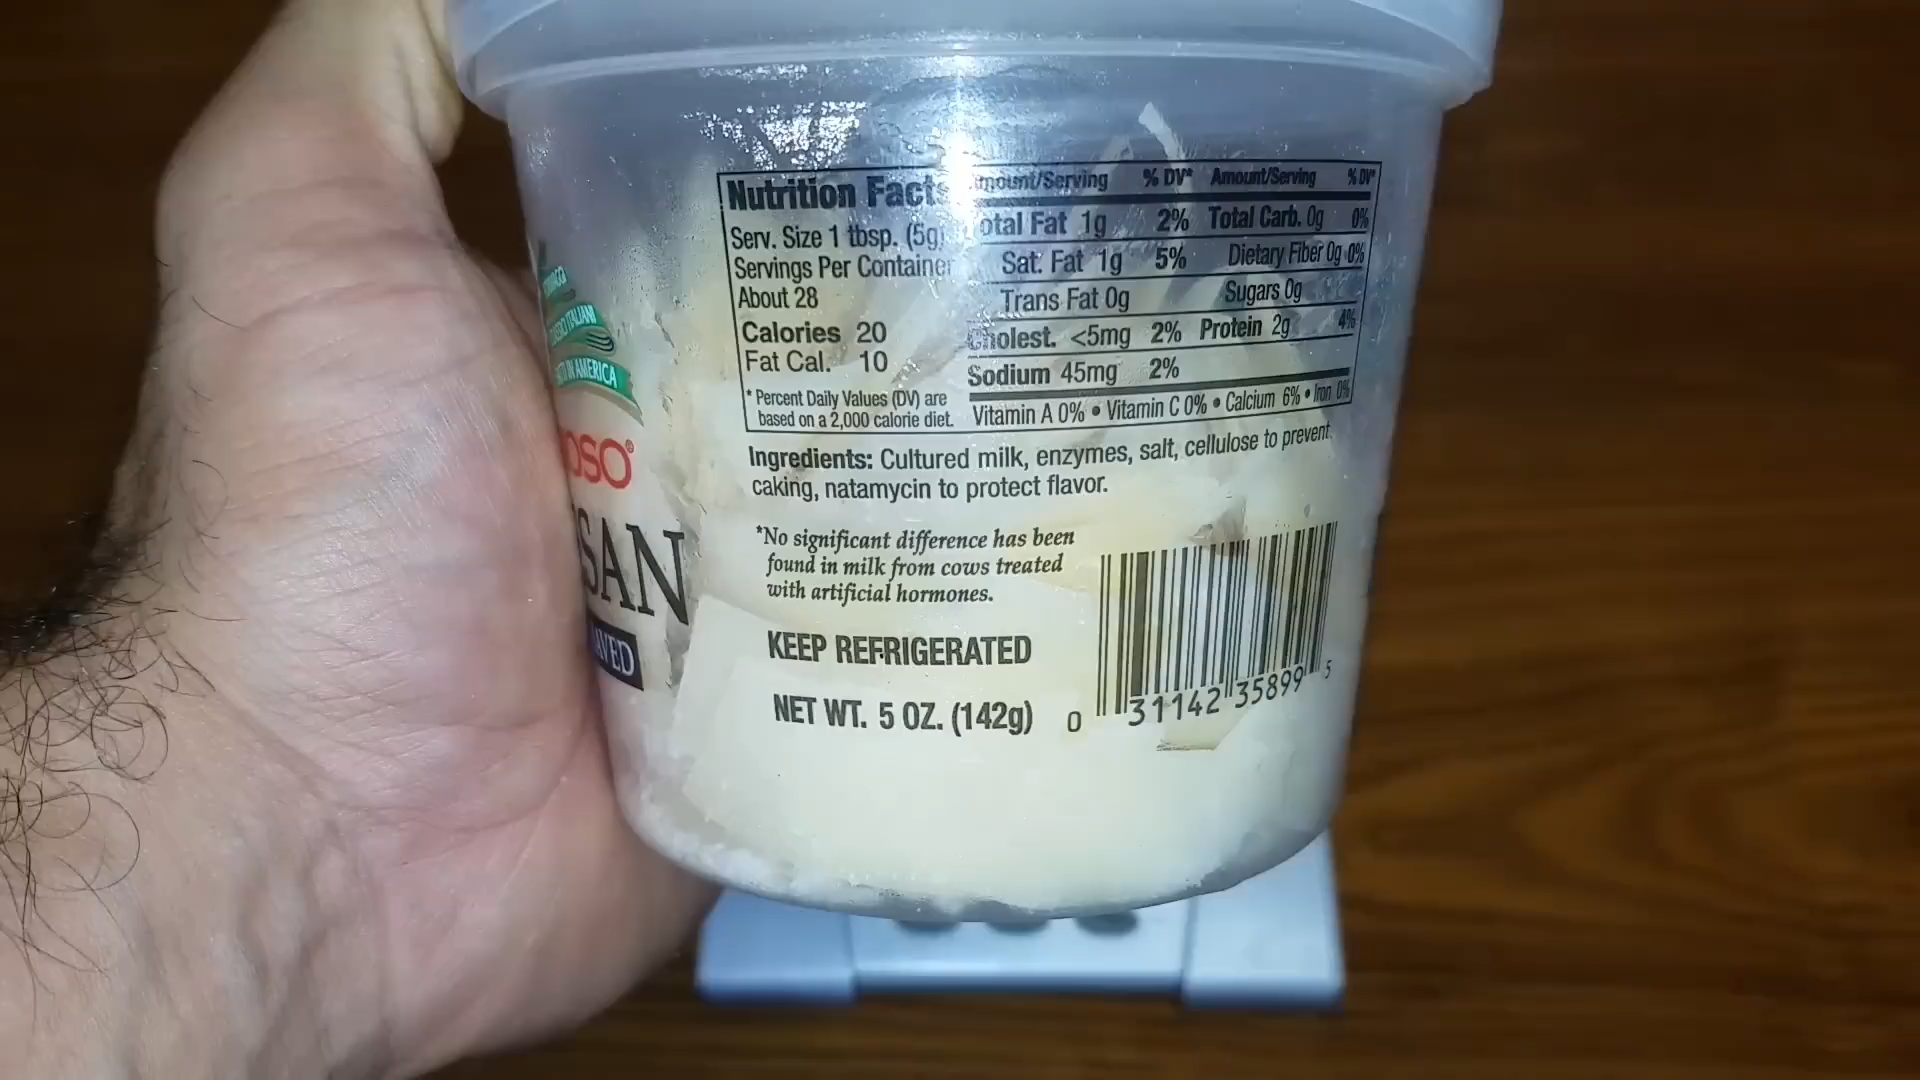 Nutrition Facts
Serv. Size 1 tbsp. (5g)
Servings Per Container
About 28
Calories 20
Fat Cal. 10
* Percent Daily Values (DV) are
based on a 2,000 calorie diet.
Amount/Serving % DV* Amount/Serving % DV*
Total Fat 1g 2% Total Carb. 0g 0%
Sat. Fat 1g 5% Dietary Fiber 0g 0%
Trans Fat 0g Sugars 0g
Cholest. <5mg 2% Protein 2g 4%
Sodium 45mg 2%
Vitamin A 0% • Vitamin C 0% • Calcium 6% • Iron 0%
Ingredients: Cultured milk, enzymes, salt, cellulose to prevent
caking, natamycin to protect flavor.
*No significant difference has been
found in milk from cows treated
with artificial hormones.
KEEP REFRIGERATED
NET WT. 5 OZ. (142g)
0 31142 35899 5
AMERICA
OSO®
SAN